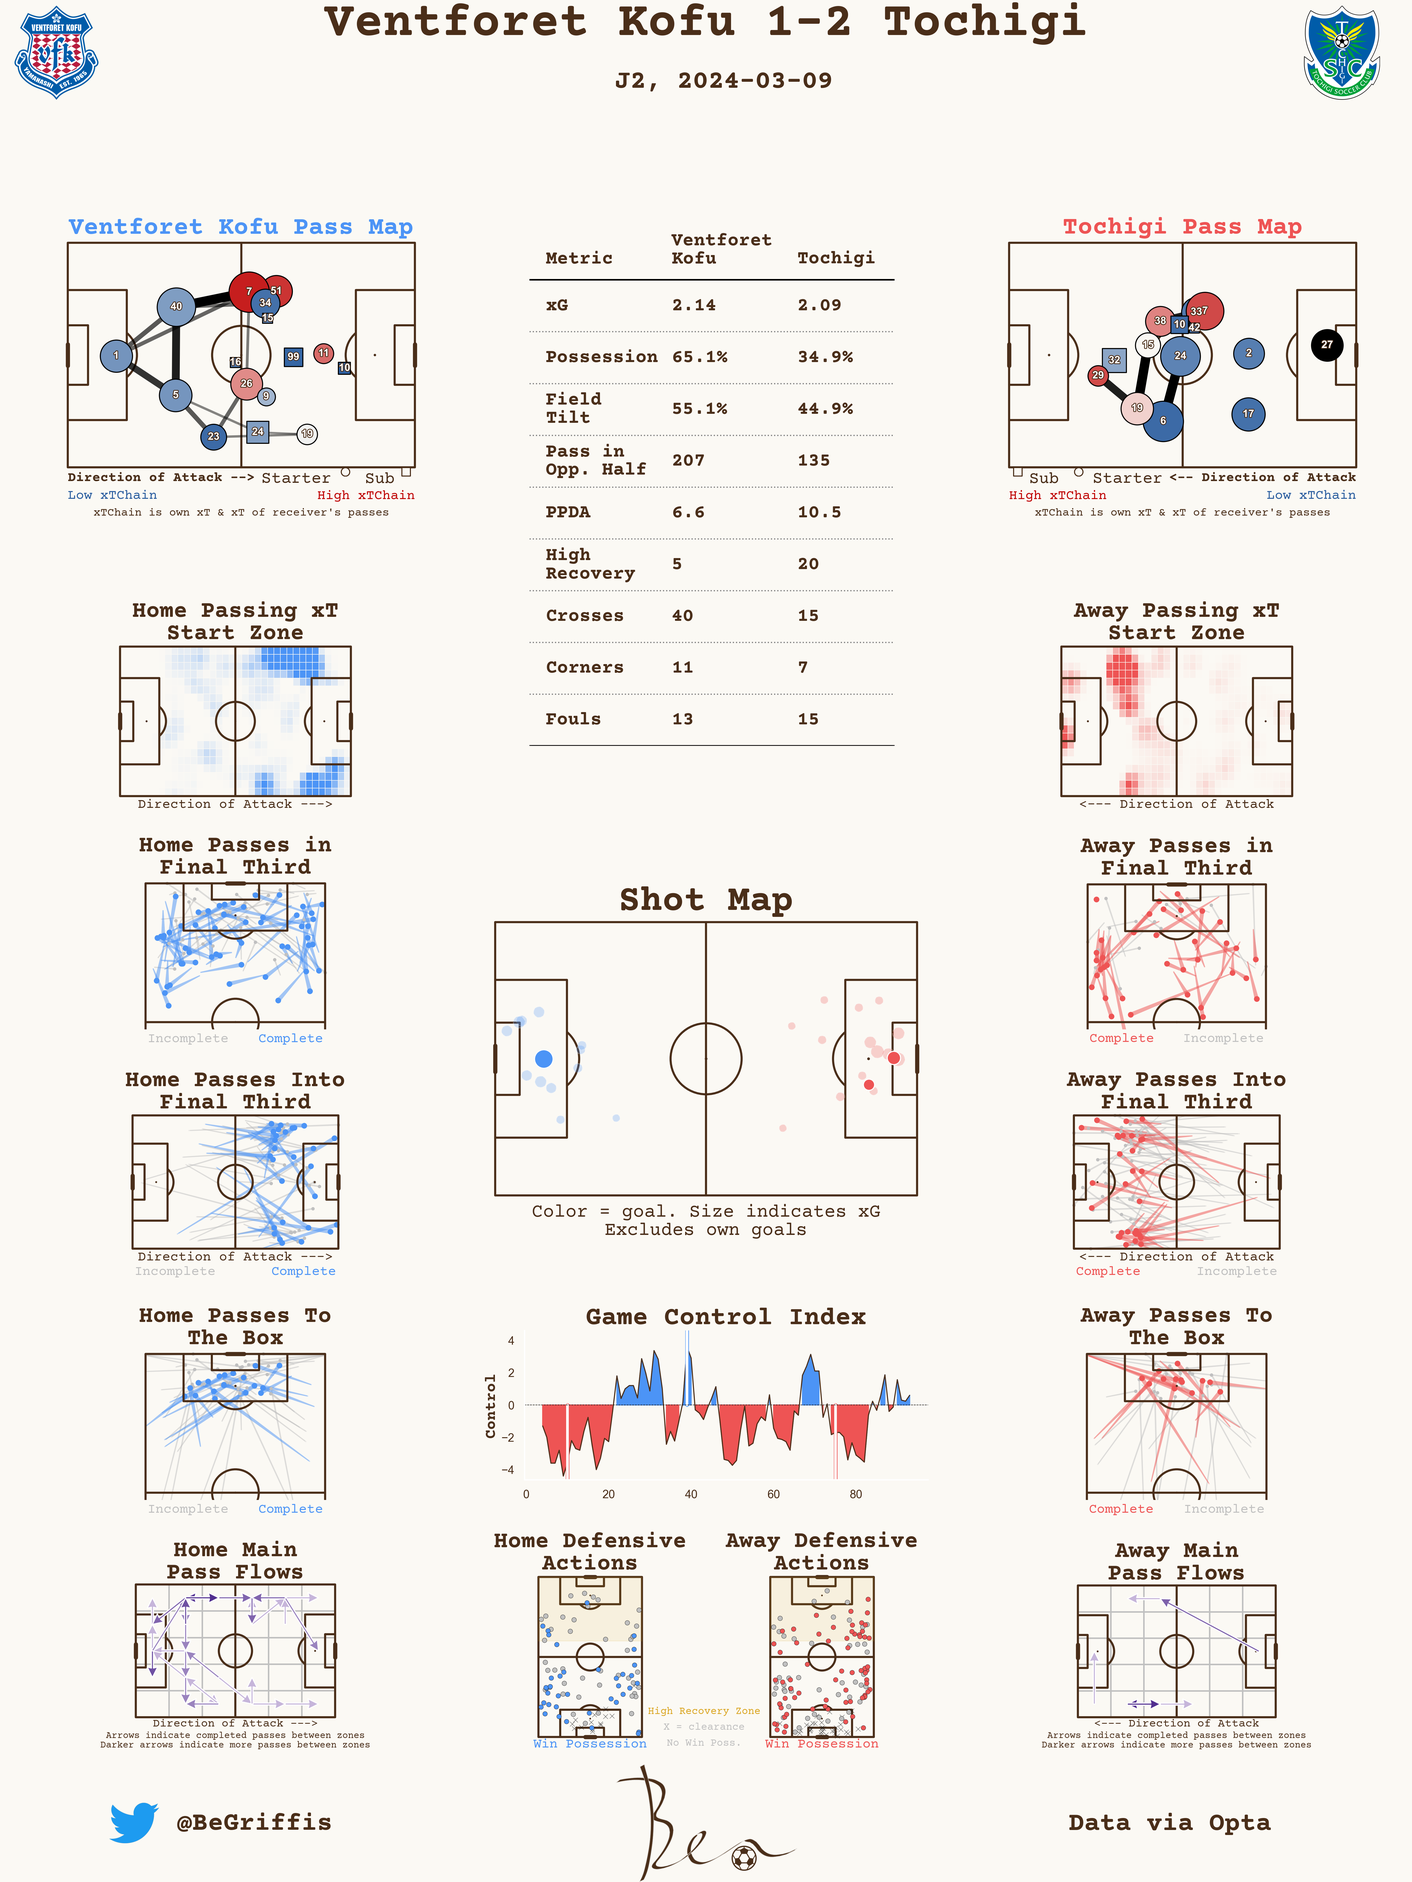 Ventforet Kofu 1-2 Tochigi
J2, 2024-03-09
VENTFORET KOFU
vfk
YAMANASHI EST. 1965
TOCHIGI
SC
TOCHIGI SOCCER CLUB
Ventforet Kofu Pass Map
40
7
51
34
15
1
16
99
11
10
26
5
9
23
24
19
Direction of Attack --> Starter Sub
Low xTChain High xTChain
xTChain is own xT & xT of receiver's passes
Metric Ventforet Kofu Tochigi
xG 2.14 2.09
Possession 65.1% 34.9%
Field Tilt 55.1% 44.9%
Pass in Opp. Half 207 135
PPDA 6.6 10.5
High Recovery 5 20
Crosses 40 15
Corners 11 7
Fouls 13 15
Tochigi Pass Map
38
10
337
42
15
32
24
2
27
29
19
6
17
Sub Starter <-- Direction of Attack
High xTChain Low xTChain
xTChain is own xT & xT of receiver's passes
Home Passing xT
Start Zone
Direction of Attack --->
Away Passing xT
Start Zone
<--- Direction of Attack
Home Passes in
Final Third
Incomplete Complete
Away Passes in
Final Third
Complete Incomplete
Shot Map
Color = goal. Size indicates xG
Excludes own goals
Home Passes Into
Final Third
Direction of Attack --->
Incomplete Complete
Away Passes Into
Final Third
<--- Direction of Attack
Complete Incomplete
Home Passes To
The Box
Incomplete Complete
Game Control Index
Control
4
2
0
−2
−4
0 20 40 60 80
Away Passes To
The Box
Complete Incomplete
Home Main
Pass Flows
Direction of Attack --->
Arrows indicate completed passes between zones
Darker arrows indicate more passes between zones
Home Defensive
Actions
Win Possession
High Recovery Zone
X = clearance
No Win Poss.
Away Defensive
Actions
Win Possession
Away Main
Pass Flows
<--- Direction of Attack
Arrows indicate completed passes between zones
Darker arrows indicate more passes between zones
@BeGriffis
Ben
Data via Opta